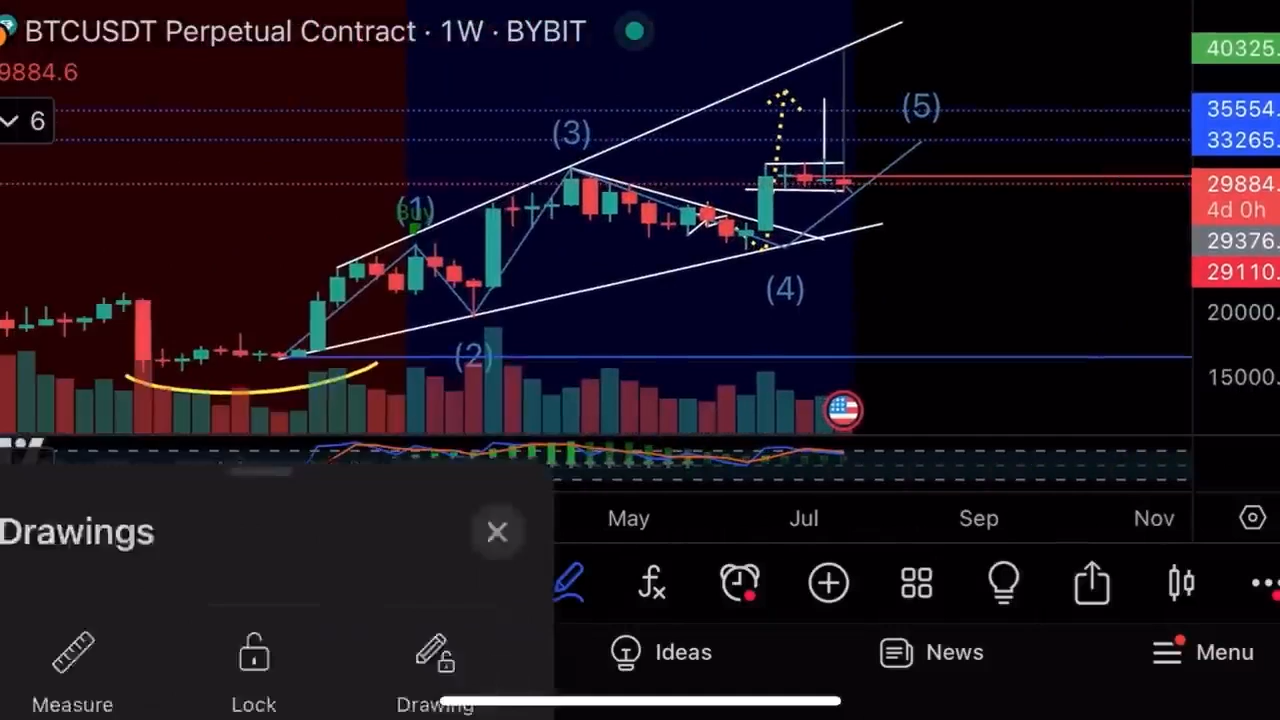 BTCUSDT Perpetual Contract · 1W · BYBIT
9884.6
6
(1)
Buy
(2)
(3)
(4)
(5)
40325.
35554.
33265.
29884.
4d 0h
29376.
29110.
20000.
15000.
May
Jul
Sep
Nov
Drawings
Measure
Lock
Drawing
Ideas
News
Menu